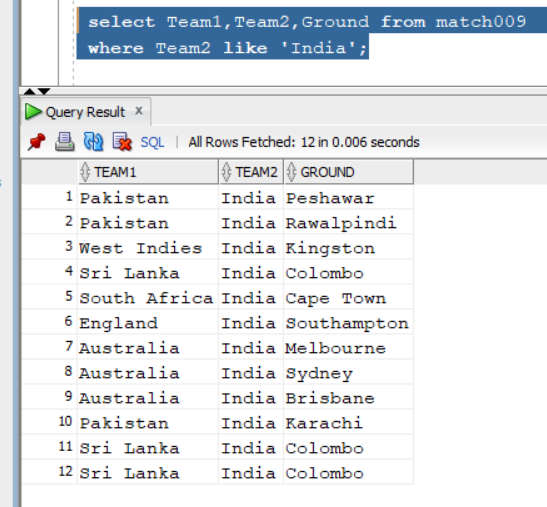 select Team1,Team2,Ground from match009
where Team2 like 'India';
Query Result x
SQL | All Rows Fetched: 12 in 0.006 seconds
TEAM1 TEAM2 GROUND
1 Pakistan India Peshawar
2 Pakistan India Rawalpindi
3 West Indies India Kingston
4 Sri Lanka India Colombo
5 South Africa India Cape Town
6 England India Southampton
7 Australia India Melbourne
8 Australia India Sydney
9 Australia India Brisbane
10 Pakistan India Karachi
11 Sri Lanka India Colombo
12 Sri Lanka India Colombo